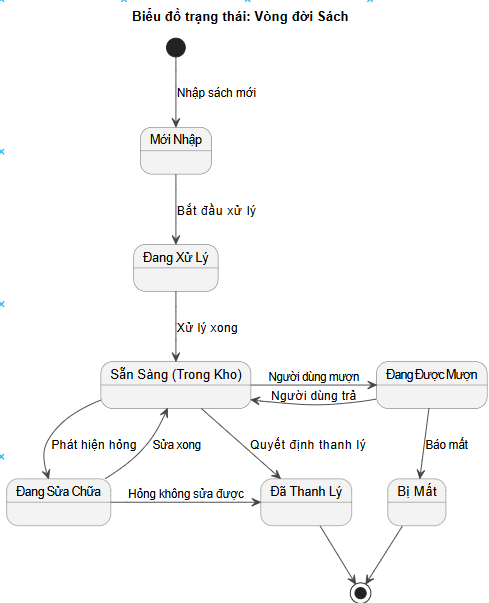 Biểu đồ trạng thái: Vòng đời Sách
Nhập sách mới
Mới Nhập
Bắt đầu xử lý
Đang Xử Lý
Xử lý xong
Sẵn Sàng (Trong Kho)
Người dùng mượn
Người dùng trả
Đang Được Mượn
Phát hiện hỏng
Sửa xong
Quyết định thanh lý
Báo mất
Đang Sửa Chữa
Hỏng không sửa được
Đã Thanh Lý
Bị Mất